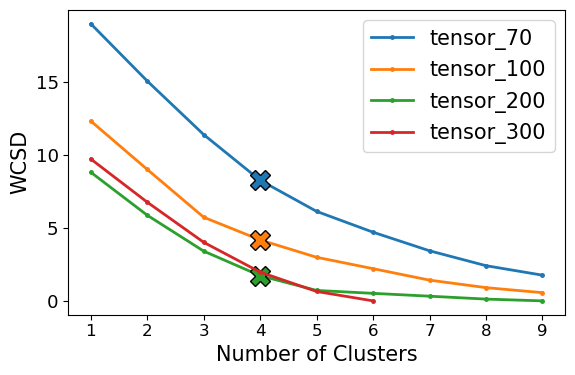 tensor_70
tensor_100
tensor_200
tensor_300
WCSD
15
10
5
0
1 2 3 4 5 6 7 8 9
Number of Clusters